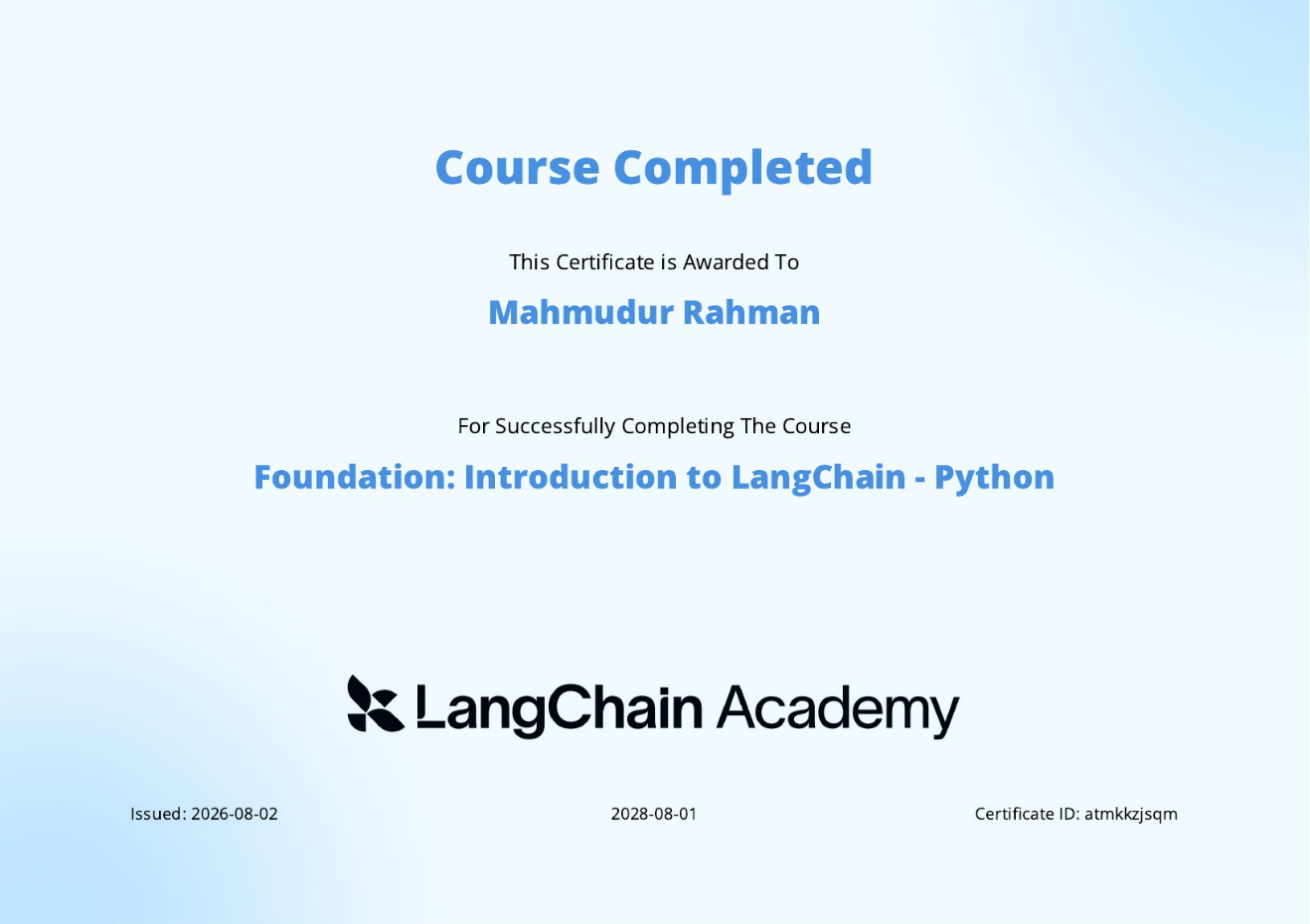 Course Completed
This Certificate is Awarded To
Mahmudur Rahman
For Successfully Completing The Course
Foundation: Introduction to LangChain - Python
LangChain Academy
Issued: 2026-08-02
2028-08-01
Certificate ID: atmkkzjsqm